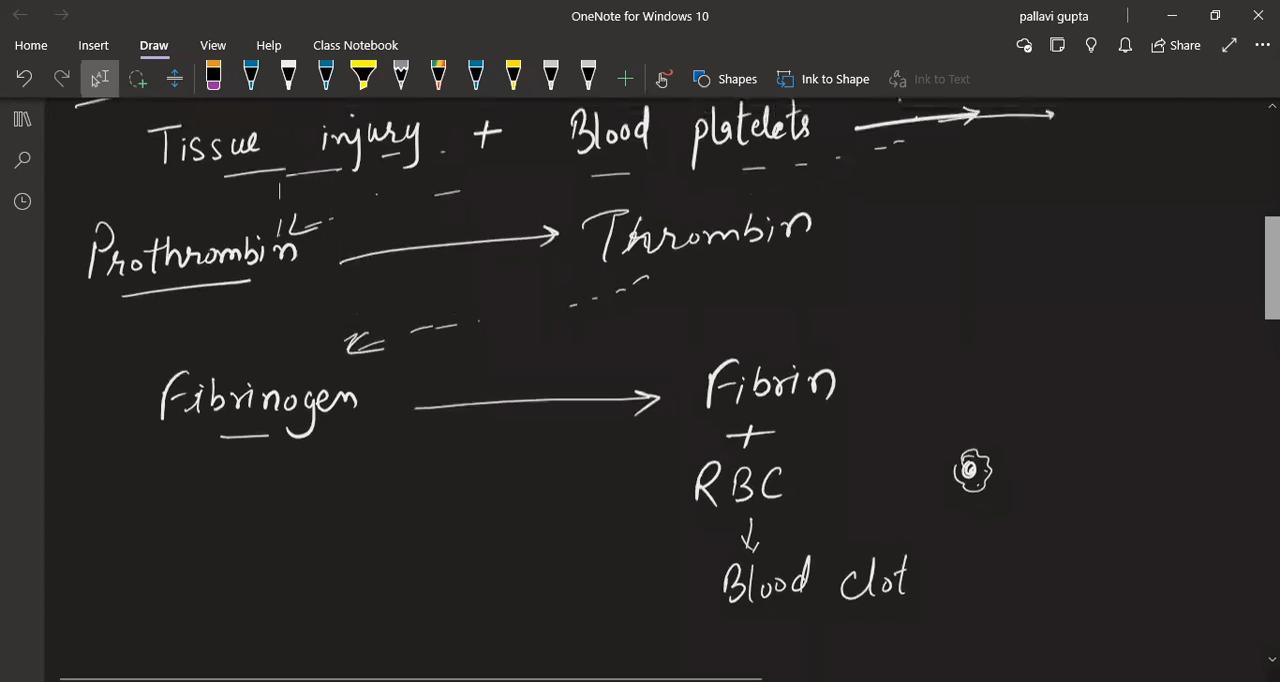 OneNote for Windows 10
pallavi gupta
Home Insert Draw View Help Class Notebook
Share
Shapes Ink to Shape Ink to Text
Tissue injury + Blood platelets
Prothrombin → Thrombin
Fibrinogen → Fibrin
+
RBC
↓
Blood clot